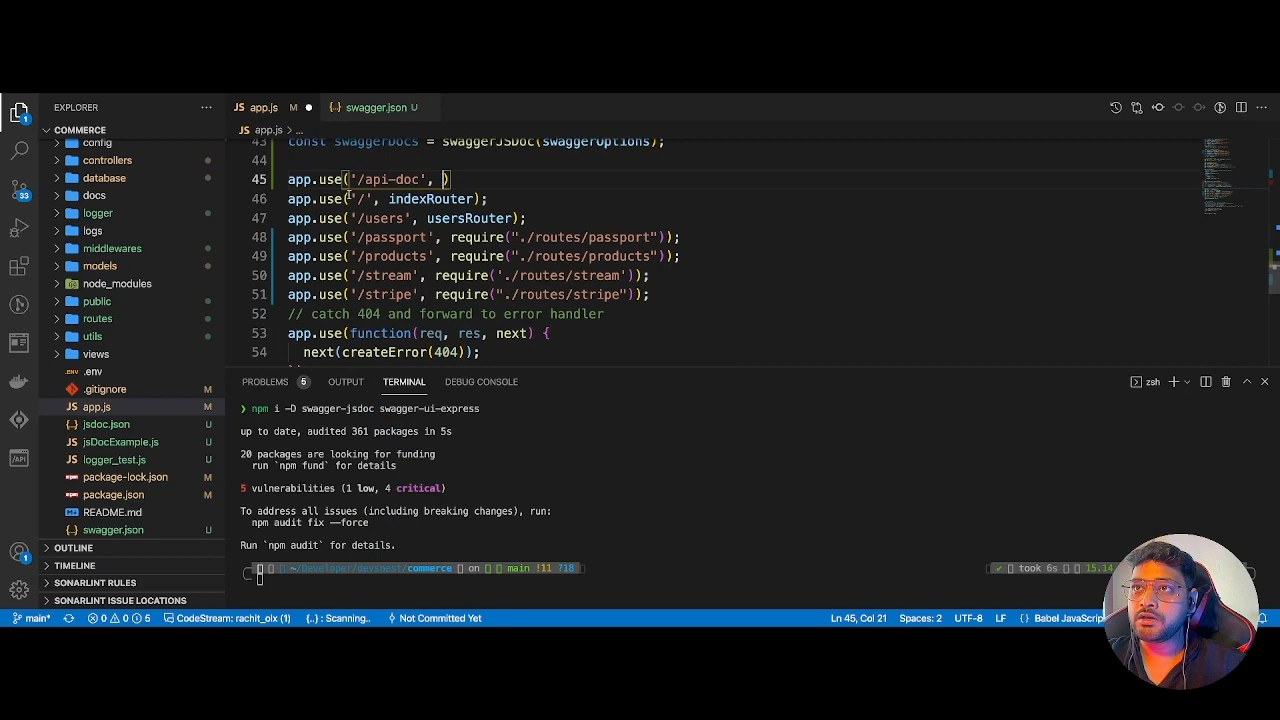 EXPLORER
JS app.js M
{} swagger.json U
COMMERCE
JS app.js > ...
config
controllers
database
docs
logger
logs
middlewares
models
node_modules
public
routes
utils
views
.env
.gitignore M
JS app.js M
jsdoc.json U
jsDocExample.js U
logger_test.js U
package-lock.json M
package.json M
README.md
swagger.json U
OUTLINE
TIMELINE
SONARLINT RULES
SONARLINT ISSUE LOCATIONS
43 const swaggerDocs = swaggerJSDoc(swaggerOptions);
44
45 app.use('/api-doc', )
46 app.use('/', indexRouter);
47 app.use('/users', usersRouter);
48 app.use('/passport', require("./routes/passport"));
49 app.use('/products', require("./routes/products"));
50 app.use('/stream', require('./routes/stream'));
51 app.use('/stripe', require("./routes/stripe"));
52 // catch 404 and forward to error handler
53 app.use(function(req, res, next) {
54 next(createError(404));
PROBLEMS 5 OUTPUT TERMINAL DEBUG CONSOLE
zsh
❯ npm i -D swagger-jsdoc swagger-ui-express
up to date, audited 361 packages in 5s
20 packages are looking for funding
run `npm fund` for details
5 vulnerabilities (1 low, 4 critical)
To address all issues (including breaking changes), run:
npm audit fix --force
Run `npm audit` for details.
~/Developer/devsnest/commerce on main !11 ?18
✔ took 6s 15.14
main* 0 0 5 CodeStream: rachit_olx (1) {..} : Scanning.. Not Committed Yet
Ln 45, Col 21 Spaces: 2 UTF-8 LF {} Babel JavaScrip